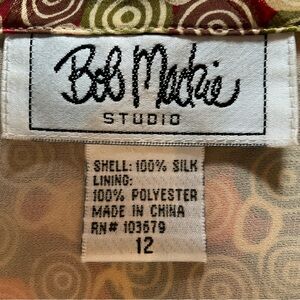 Bob Mackie
STUDIO
SHELL: 100% SILK
LINING:
100% POLYESTER
MADE IN CHINA
RN# 103679
12